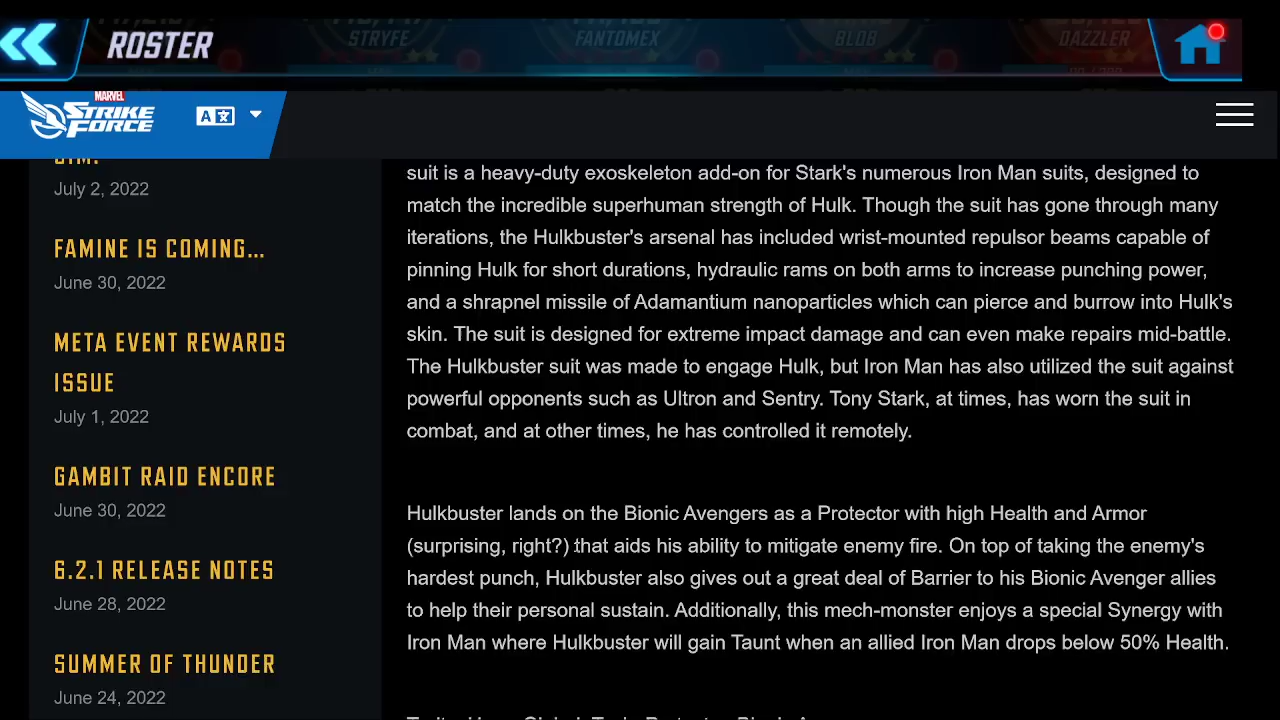 STRYFE
FANTOMEX
BLOB
DAZZLER
ROSTER
MARVEL
STRIKE
FORCE
July 2, 2022
FAMINE IS COMING...
June 30, 2022
META EVENT REWARDS
ISSUE
July 1, 2022
GAMBIT RAID ENCORE
June 30, 2022
6.2.1 RELEASE NOTES
June 28, 2022
SUMMER OF THUNDER
June 24, 2022
suit is a heavy-duty exoskeleton add-on for Stark's numerous Iron Man suits, designed to
match the incredible superhuman strength of Hulk. Though the suit has gone through many
iterations, the Hulkbuster's arsenal has included wrist-mounted repulsor beams capable of
pinning Hulk for short durations, hydraulic rams on both arms to increase punching power,
and a shrapnel missile of Adamantium nanoparticles which can pierce and burrow into Hulk's
skin. The suit is designed for extreme impact damage and can even make repairs mid-battle.
The Hulkbuster suit was made to engage Hulk, but Iron Man has also utilized the suit against
powerful opponents such as Ultron and Sentry. Tony Stark, at times, has worn the suit in
combat, and at other times, he has controlled it remotely.
Hulkbuster lands on the Bionic Avengers as a Protector with high Health and Armor
(surprising, right?) that aids his ability to mitigate enemy fire. On top of taking the enemy's
hardest punch, Hulkbuster also gives out a great deal of Barrier to his Bionic Avenger allies
to help their personal sustain. Additionally, this mech-monster enjoys a special Synergy with
Iron Man where Hulkbuster will gain Taunt when an allied Iron Man drops below 50% Health.